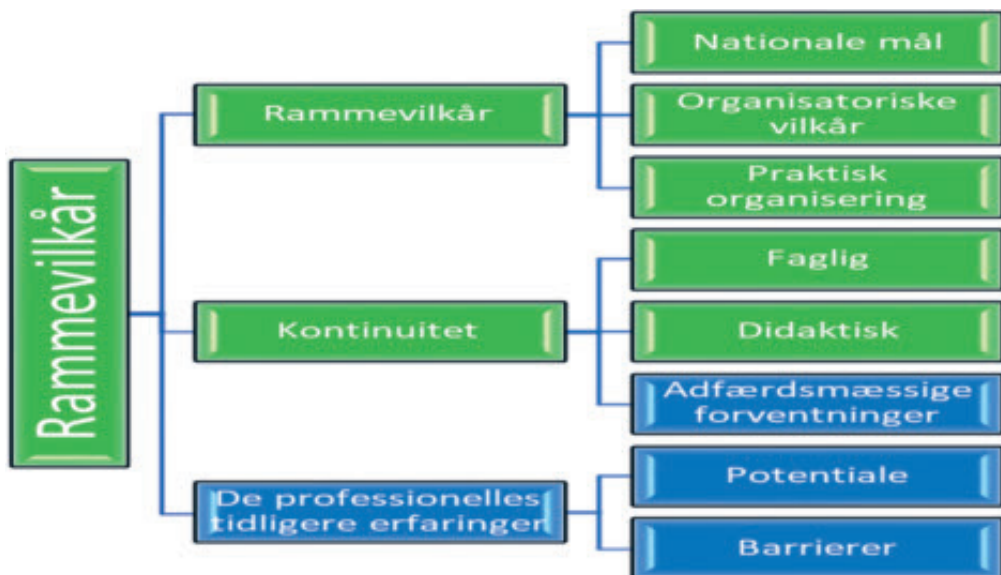 Rammevilkår
Rammevilkår
Nationale mål
Organisatoriske
vilkår
Praktisk
organisering
Kontinuitet
Faglig
Didaktisk
Adfærdsmæssige
forventninger
De professionelles
tidligere erfaringer
Potentiale
Barrierer